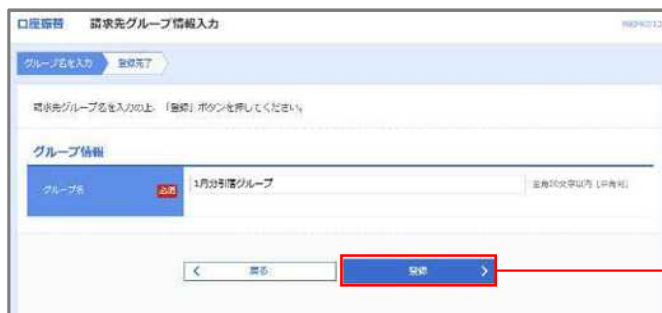 口座振替 請求先グループ情報入力
グループ名を入力 登録完了
請求先グループ名を入力の上、「登録」ボタンを押してください。
グループ情報
グループ名 必須 1月分引落グループ 全角20文字以内［半角可］
戻る 登録